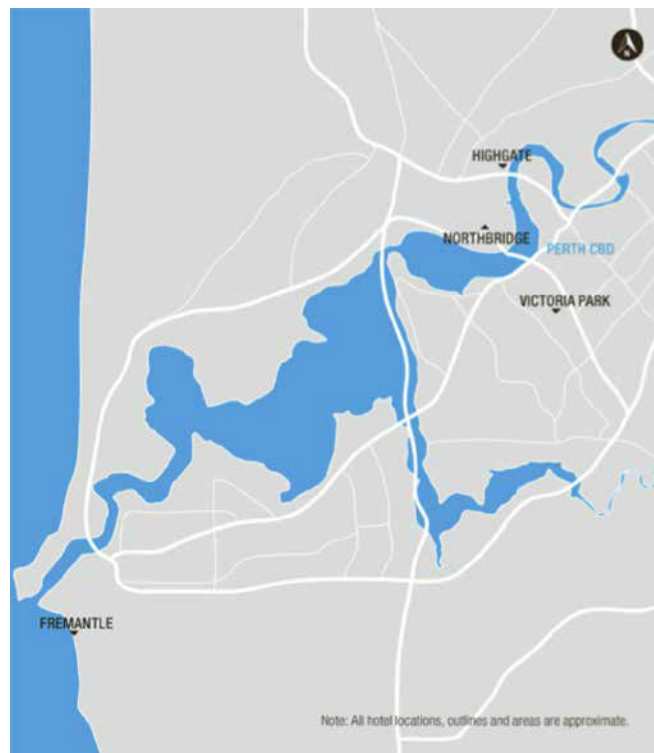 N
HIGHGATE
NORTHBRIDGE
PERTH CBD
VICTORIA PARK
FREMANTLE
Note: All hotel locations, outlines and areas are approximate.